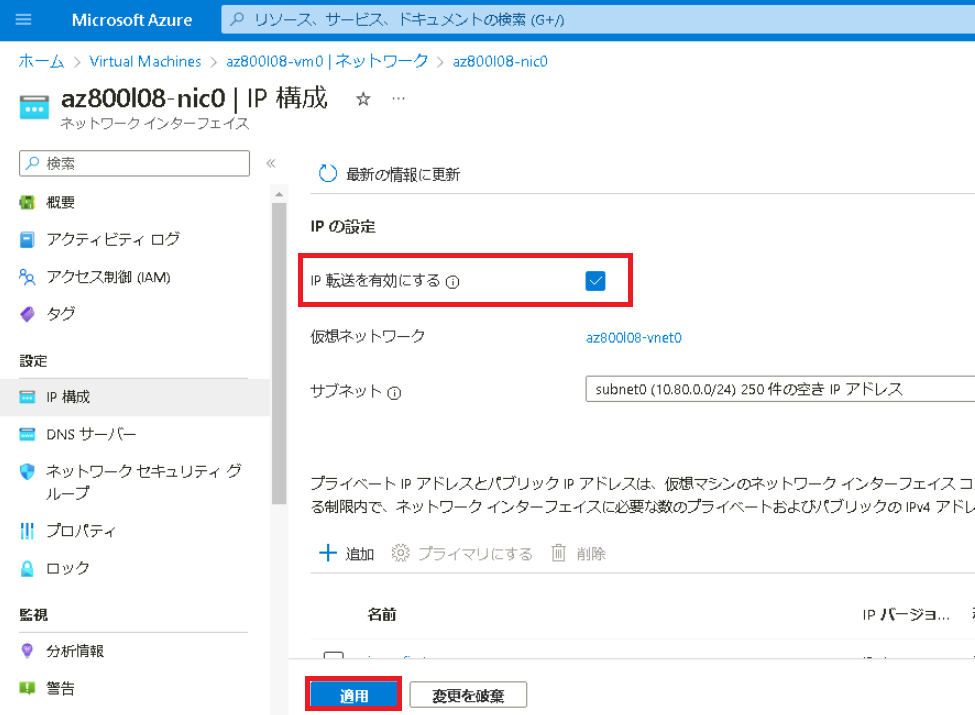 Microsoft Azure
リソース、サービス、ドキュメントの検索 (G+/)
ホーム > Virtual Machines > az800l08-vm0 | ネットワーク > az800l08-nic0
az800l08-nic0 | IP 構成
ネットワーク インターフェイス
検索
最新の情報に更新
概要
アクティビティ ログ
アクセス制御 (IAM)
タグ
設定
IP 構成
DNS サーバー
ネットワーク セキュリティ グ
ループ
プロパティ
ロック
監視
分析情報
警告
IP の設定
IP 転送を有効にする
仮想ネットワーク az800l08-vnet0
サブネット subnet0 (10.80.0.0/24) 250 件の空き IP アドレス
プライベート IP アドレスとパブリック IP アドレスは、仮想マシンのネットワーク インターフェイス コ
る制限内で、ネットワーク インターフェイスに必要な数のプライベートおよびパブリックの IPv4 アドレ
追加 プライマリにする 削除
名前 IP バージョ...
適用 変更を破棄